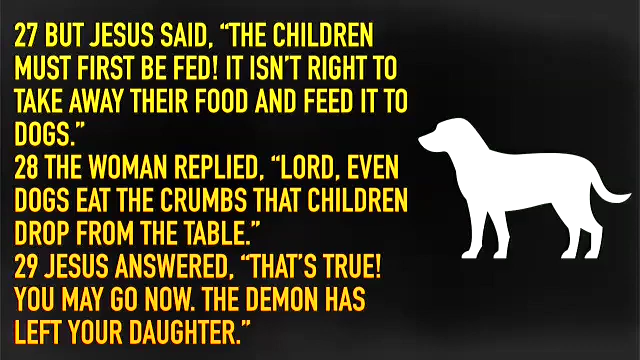 27 BUT JESUS SAID, “THE CHILDREN
MUST FIRST BE FED! IT ISN’T RIGHT TO
TAKE AWAY THEIR FOOD AND FEED IT TO
DOGS.”
28 THE WOMAN REPLIED, “LORD, EVEN
DOGS EAT THE CRUMBS THAT CHILDREN
DROP FROM THE TABLE.”
29 JESUS ANSWERED, “THAT’S TRUE!
YOU MAY GO NOW. THE DEMON HAS
LEFT YOUR DAUGHTER.”